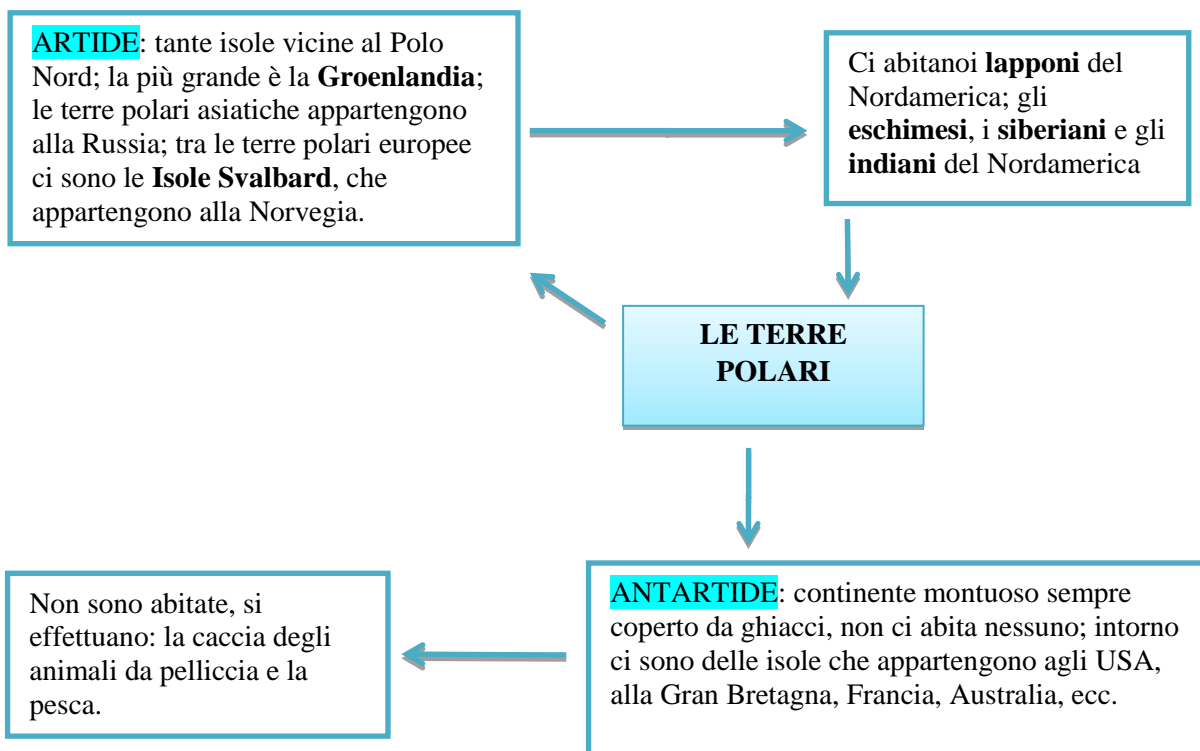 ARTIDE: tante isole vicine al Polo
Nord; la più grande è la Groenlandia;
le terre polari asiatiche appartengono
alla Russia; tra le terre polari europee
ci sono le Isole Svalbard, che
appartengono alla Norvegia.
Ci abitanoi lapponi del
Nordamerica; gli
eschimesi, i siberiani e gli
indiani del Nordamerica
LE TERRE
POLARI
Non sono abitate, si
effettuano: la caccia degli
animali da pelliccia e la
pesca.
ANTARTIDE: continente montuoso sempre
coperto da ghiacci, non ci abita nessuno; intorno
ci sono delle isole che appartengono agli USA,
alla Gran Bretagna, Francia, Australia, ecc.